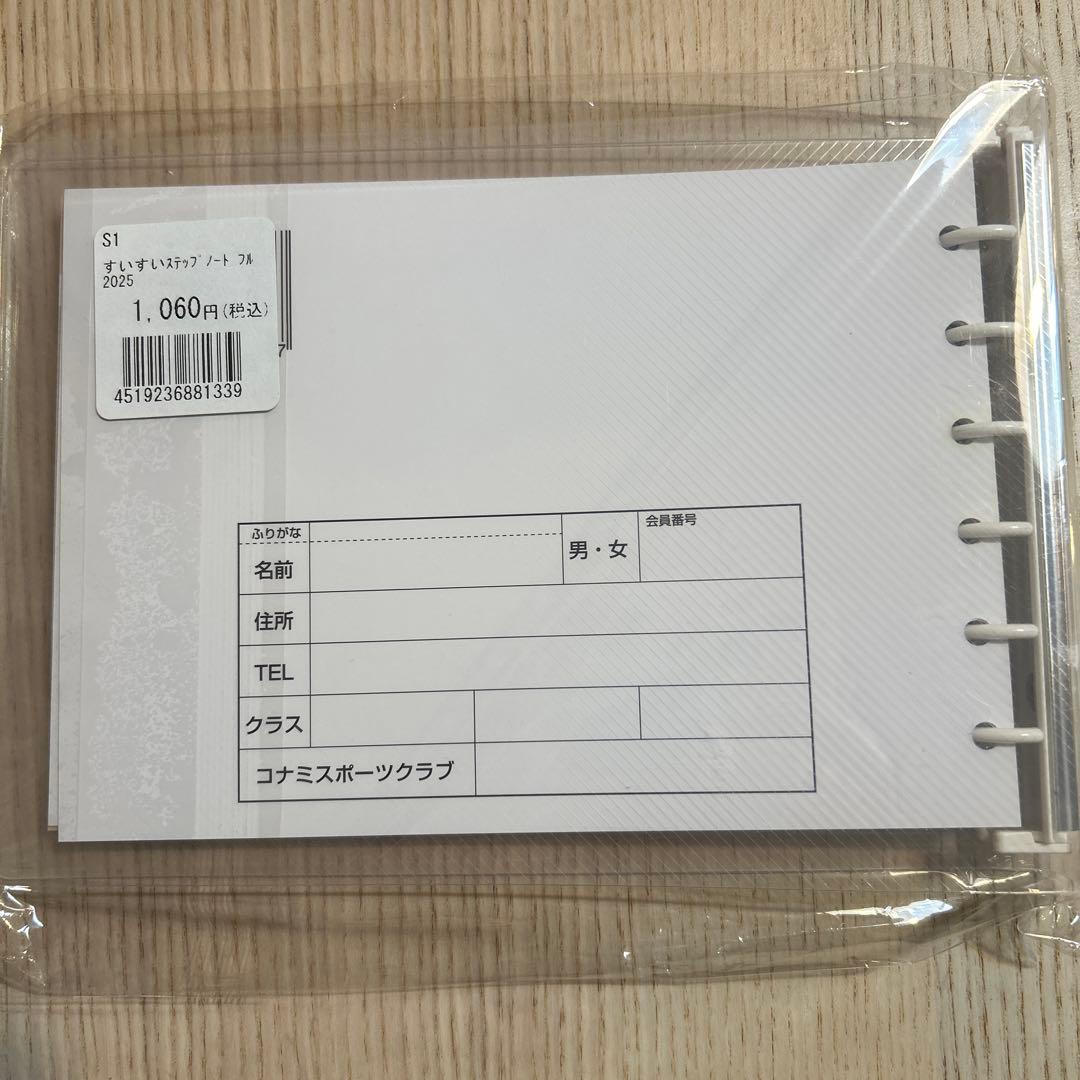 S1
すいすいｽﾃｯﾌﾟﾉｰﾄ ﾌﾙ
2025
1,060円(税込)
4519236881339
7
ふりがな
名前
男・女
会員番号
住所
TEL
クラス
コナミスポーツクラブ